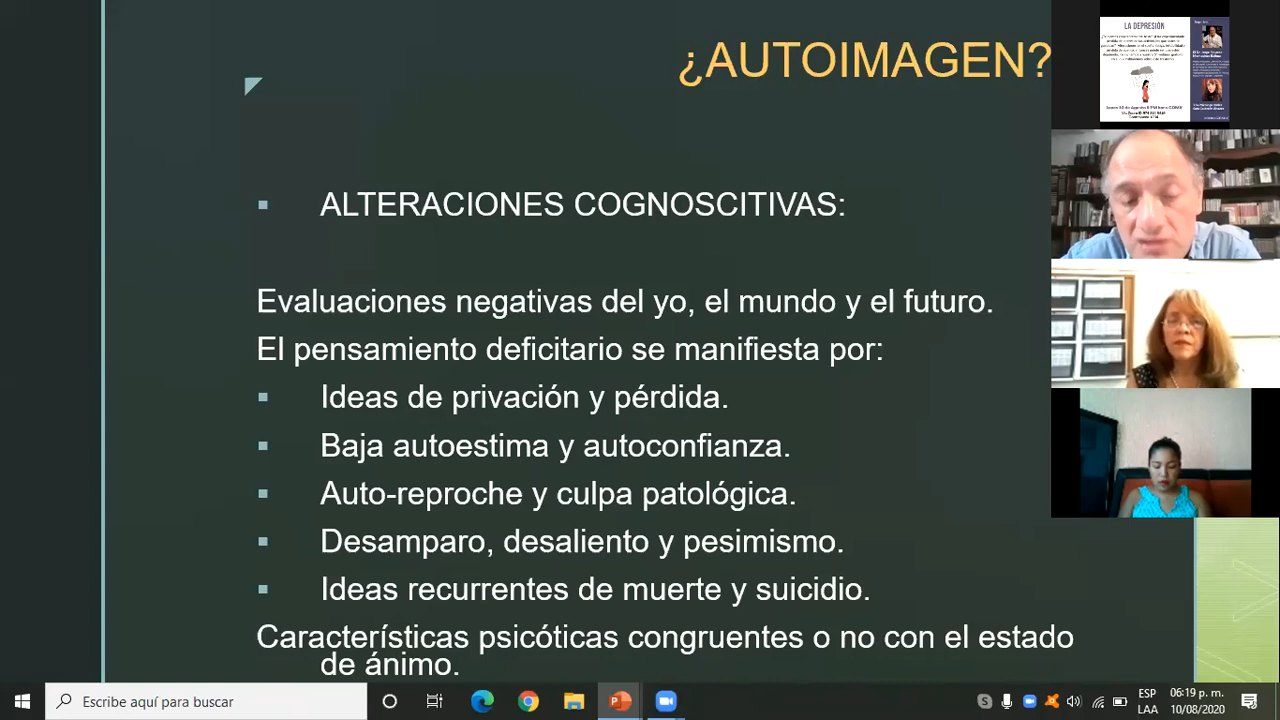 ¿AUTOIMAGEN?
LA DEPRESIÓN
ALTERACIONES COGNOSCITIVAS:
Evaluaciones negativas del yo, el mundo y el futuro.
El pensamiento deficitario se manifiesta por:
Ideas de privación y pérdida.
Baja autoestima y autoconfianza.
Auto-reproche y culpa patológica.
Desamparo, desaliento y pesimismo.
Ideas recurrentes de muerte y suicidio.
Características psicóticas congruentes o no con el estado
de ánimo.
Escribe aquí para buscar
ESP
LAA
06:19 p. m.
10/08/2020